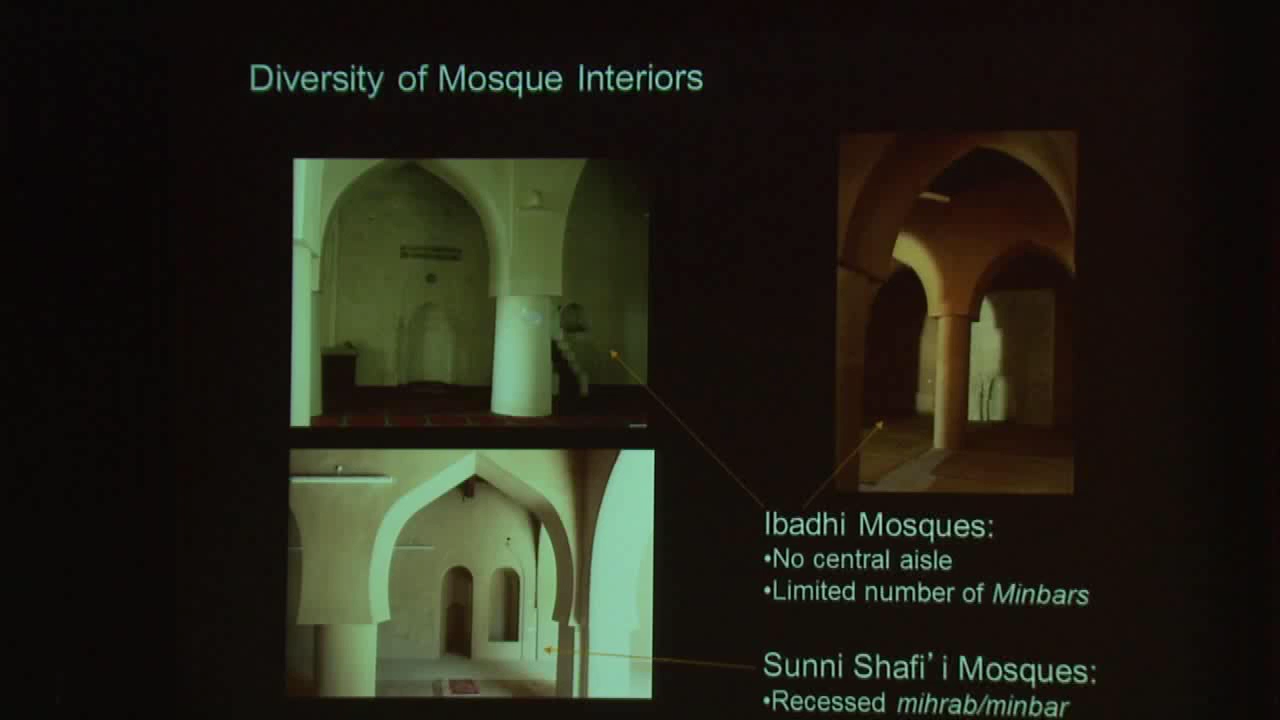 Diversity of Mosque Interiors
Ibadhi Mosques:
•No central aisle
•Limited number of Minbars
Sunni Shafi’i Mosques:
•Recessed mihrab/minbar